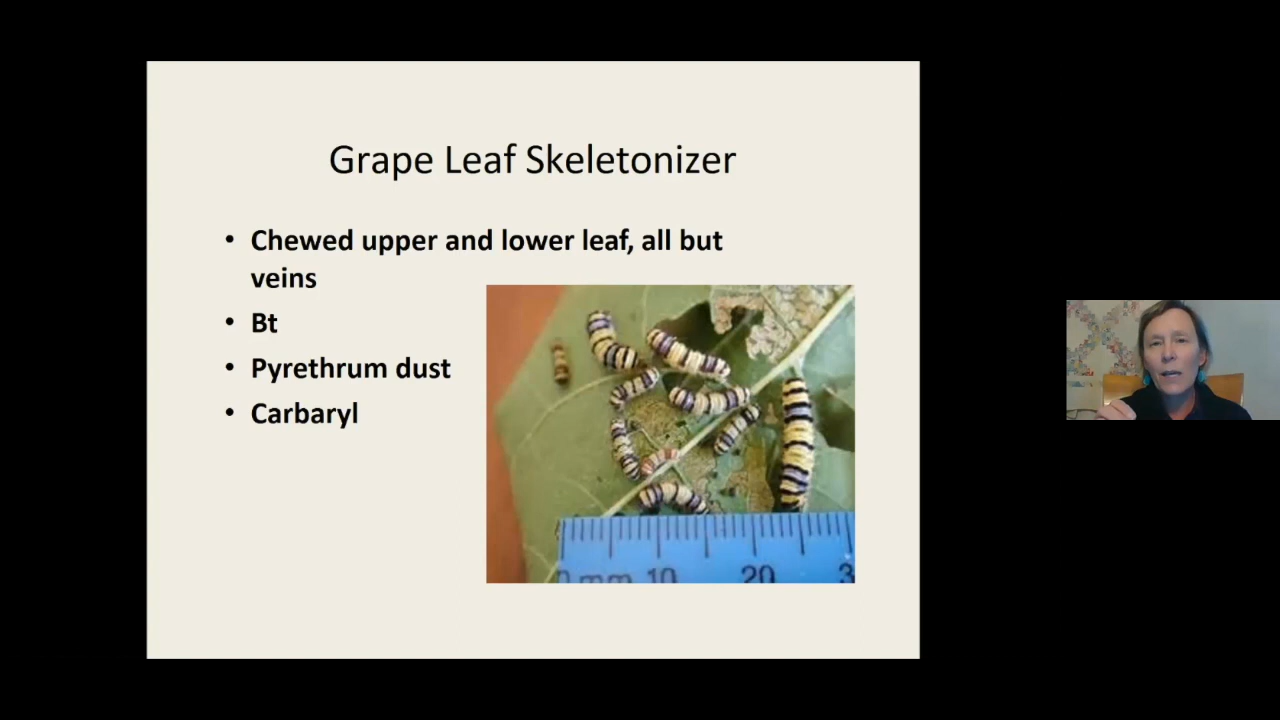 Grape Leaf Skeletonizer
• Chewed upper and lower leaf, all but
veins
• Bt
• Pyrethrum dust
• Carbaryl
0 mm 10 20 3